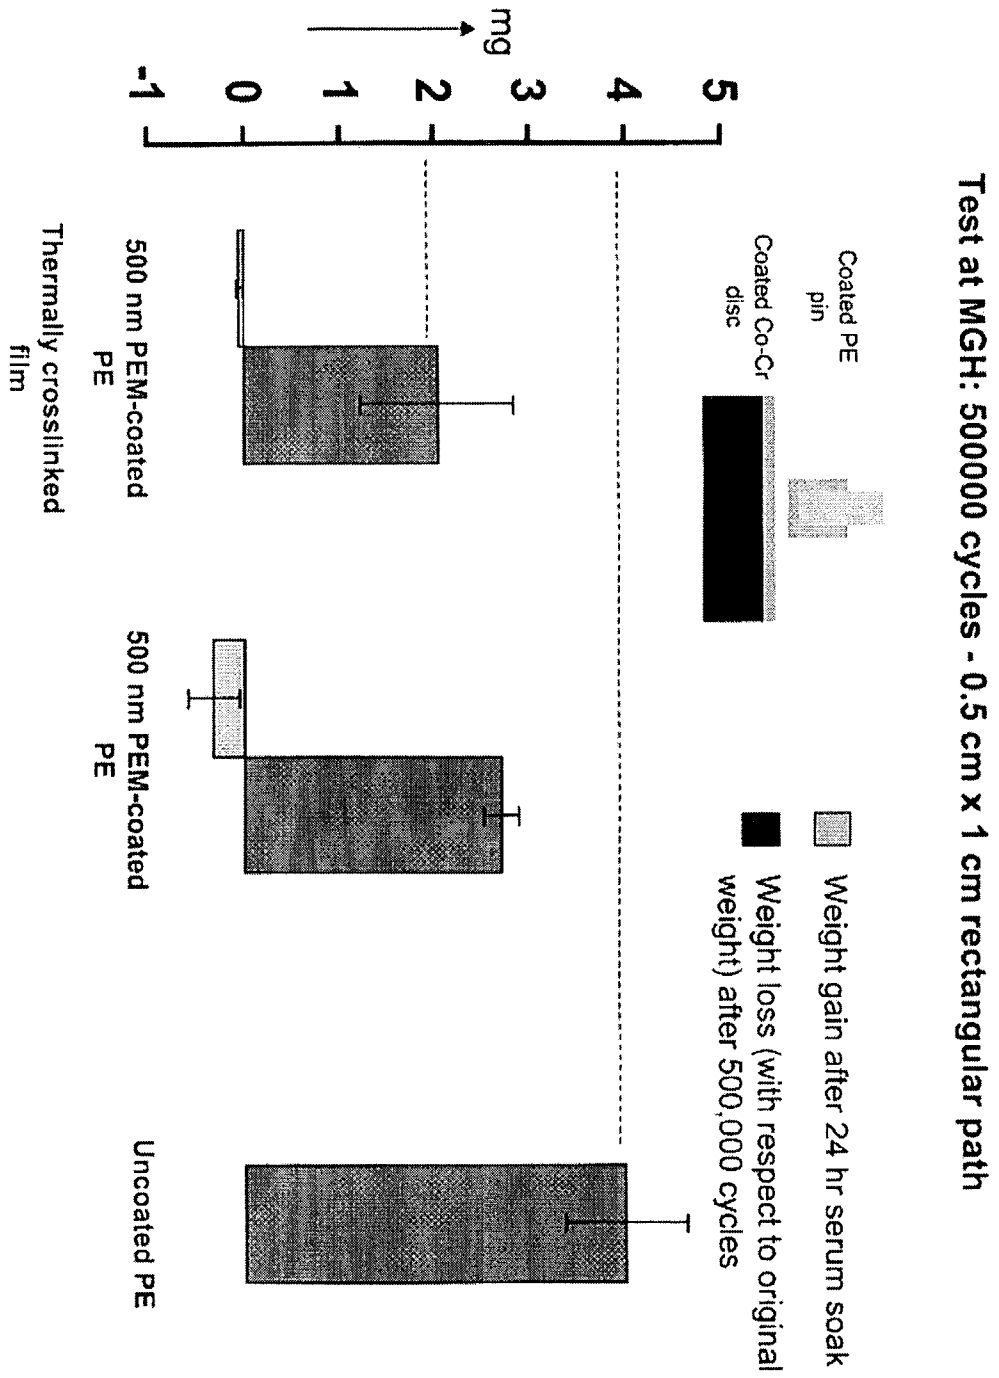 Test at MGH: 500000 cycles - 0.5 cm x 1 cm rectangular path
Coated PE
pin
Coated Co-Cr
disc
Weight gain after 24 hr serum soak
Weight loss (with respect to original
weight) after 500,000 cycles
mg
5
4
3
2
1
0
-1
500 nm PEM-coated
PE
Thermally crosslinked
film
500 nm PEM-coated
PE
Uncoated PE